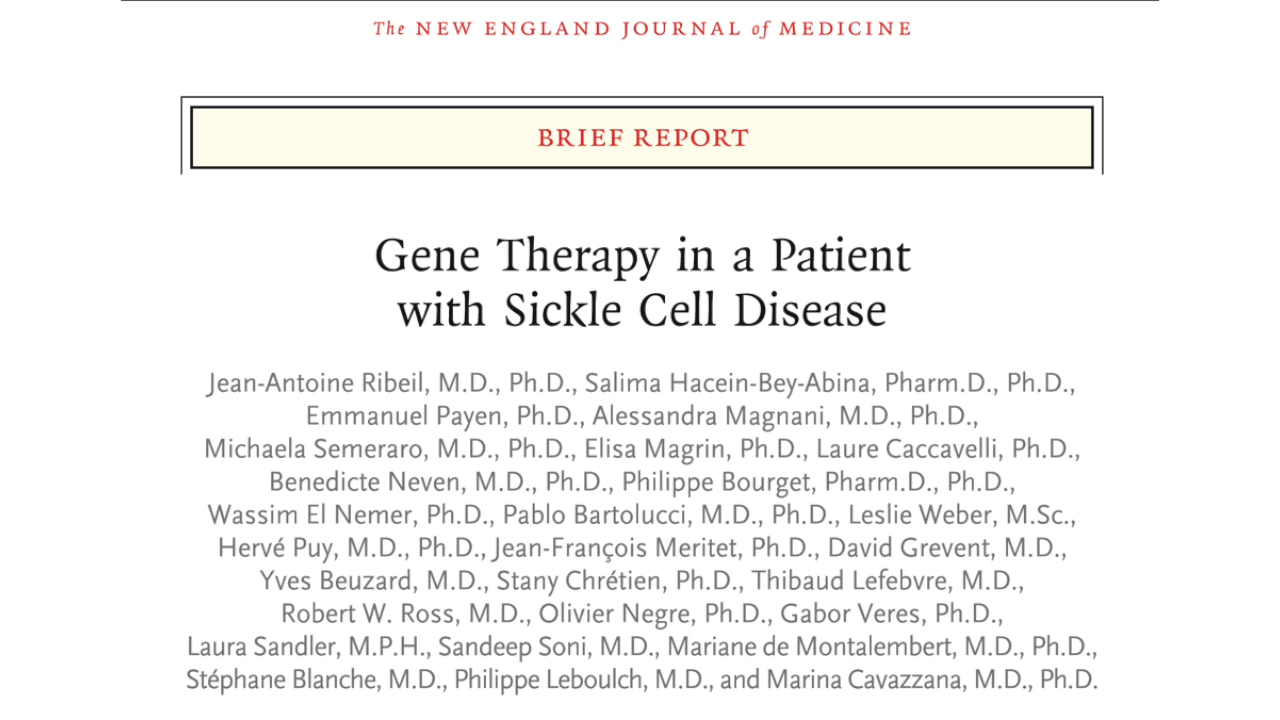 The NEW ENGLAND JOURNAL of MEDICINE
BRIEF REPORT
Gene Therapy in a Patient
with Sickle Cell Disease
Jean-Antoine Ribeil, M.D., Ph.D., Salima Hacein-Bey-Abina, Pharm.D., Ph.D.,
Emmanuel Payen, Ph.D., Alessandra Magnani, M.D., Ph.D.,
Michaela Semeraro, M.D., Ph.D., Elisa Magrin, Ph.D., Laure Caccavelli, Ph.D.,
Benedicte Neven, M.D., Ph.D., Philippe Bourget, Pharm.D., Ph.D.,
Wassim El Nemer, Ph.D., Pablo Bartolucci, M.D., Ph.D., Leslie Weber, M.Sc.,
Hervé Puy, M.D., Ph.D., Jean-François Meritet, Ph.D., David Grevent, M.D.,
Yves Beuzard, M.D., Stany Chrétien, Ph.D., Thibaud Lefebvre, M.D.,
Robert W. Ross, M.D., Olivier Negre, Ph.D., Gabor Veres, Ph.D.,
Laura Sandler, M.P.H., Sandeep Soni, M.D., Mariane de Montalembert, M.D., Ph.D.,
Stéphane Blanche, M.D., Philippe Leboulch, M.D., and Marina Cavazzana, M.D., Ph.D.